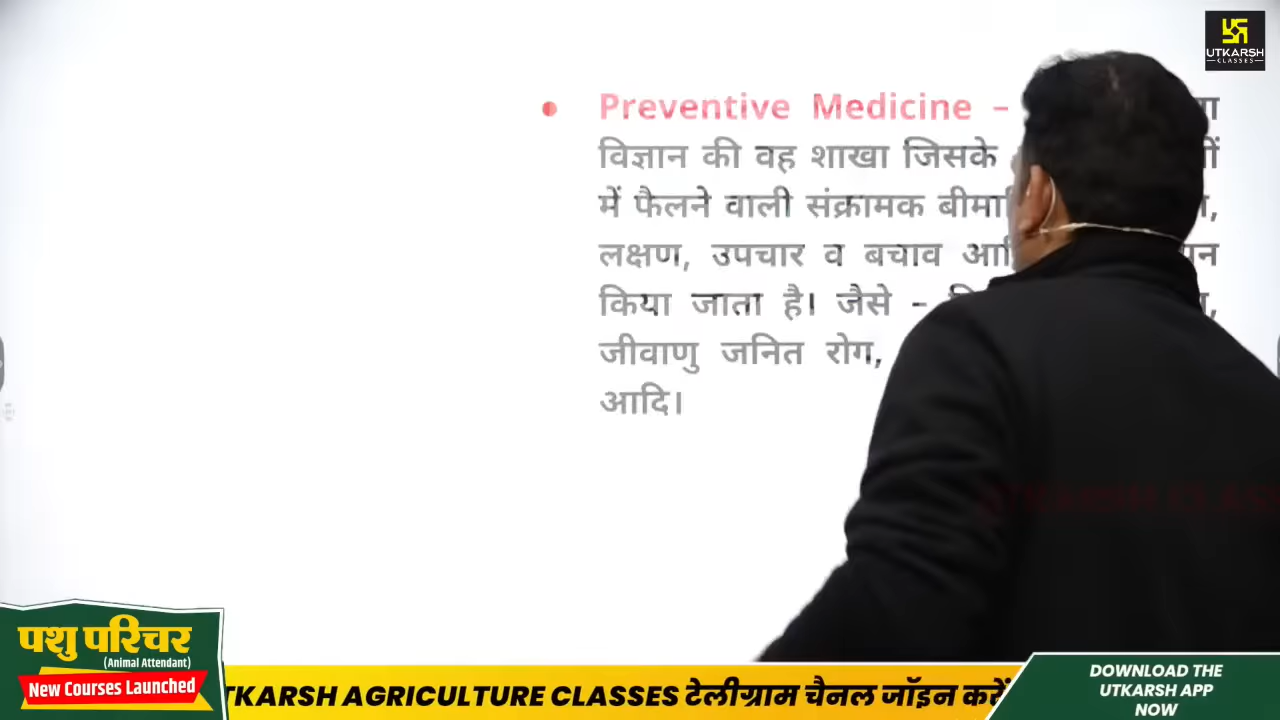 UTKARSH
CLASSES
Preventive Medicine –
विज्ञान की वह शाखा जिसके
में फैलने वाली संक्रामक
लक्षण, उपचार व बचाव
किया जाता है। जैसे –
जीवाणु जनित रोग,
आदि।
पशु परिचर
(Animal Attendant)
New Courses Launched
UTKARSH AGRICULTURE CLASSES टेलीग्राम चैनल जॉइन करें
DOWNLOAD THE
UTKARSH APP
NOW